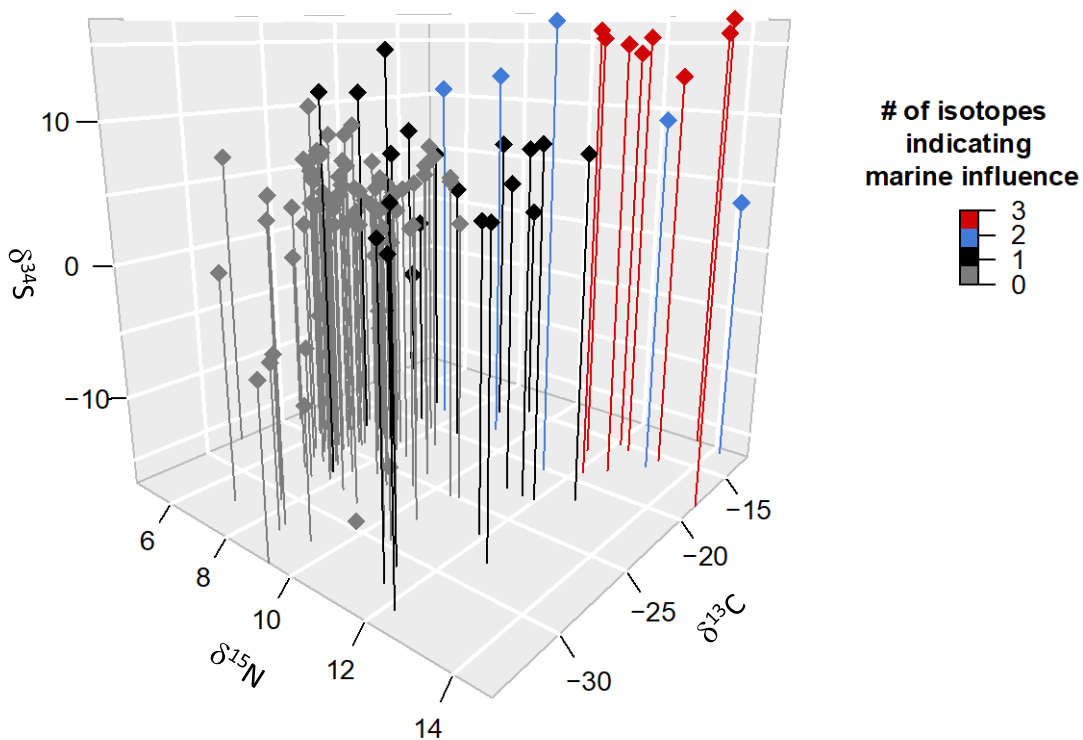 # of isotopes
indicating
marine influence
3
2
1
0
10
0
−10
δ³⁴S
6
8
10
12
14
δ¹⁵N
−15
−20
−25
−30
δ¹³C